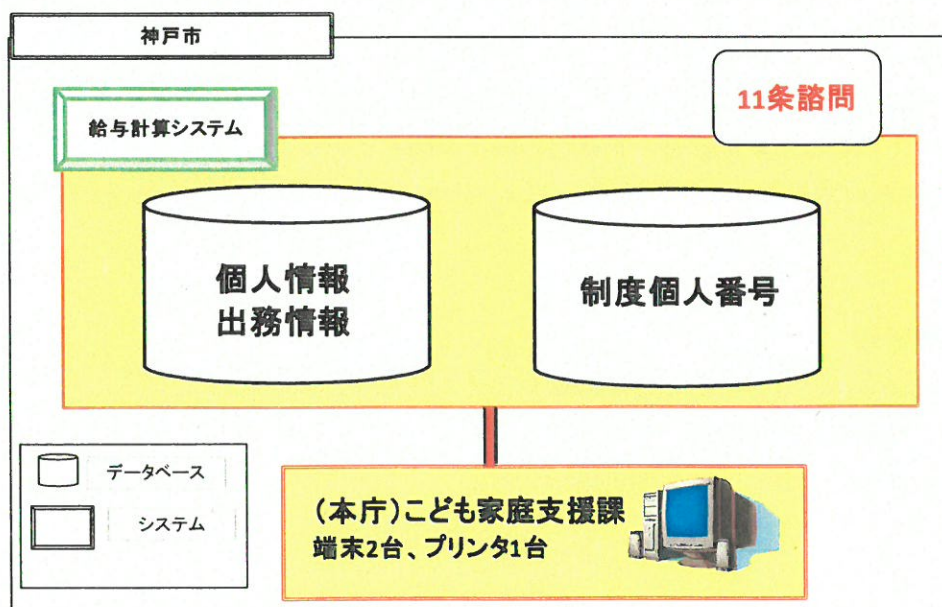 神戸市
11条諮問
給与計算システム
個人情報
出務情報
制度個人番号
データベース
システム
(本庁)こども家庭支援課
端末2台、プリンタ1台